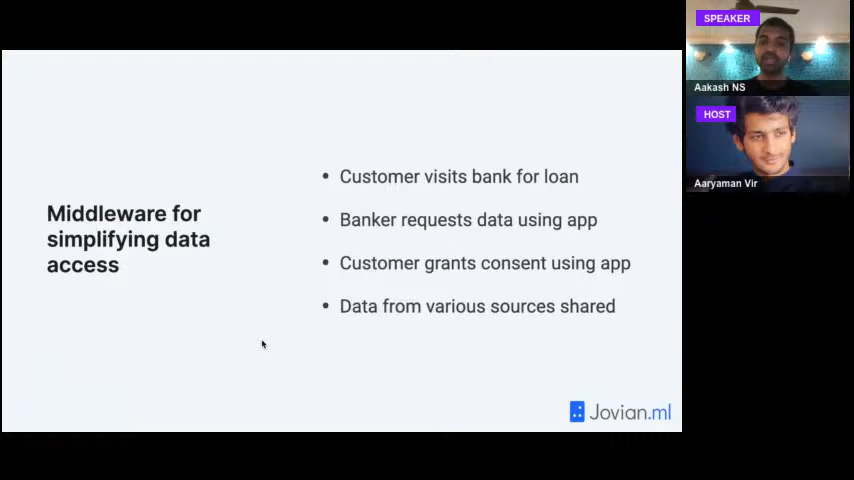 SPEAKER
Aakash NS
HOST
Aaryaman Vir
Middleware for
simplifying data
access
• Customer visits bank for loan
• Banker requests data using app
• Customer grants consent using app
• Data from various sources shared
Jovian.ml